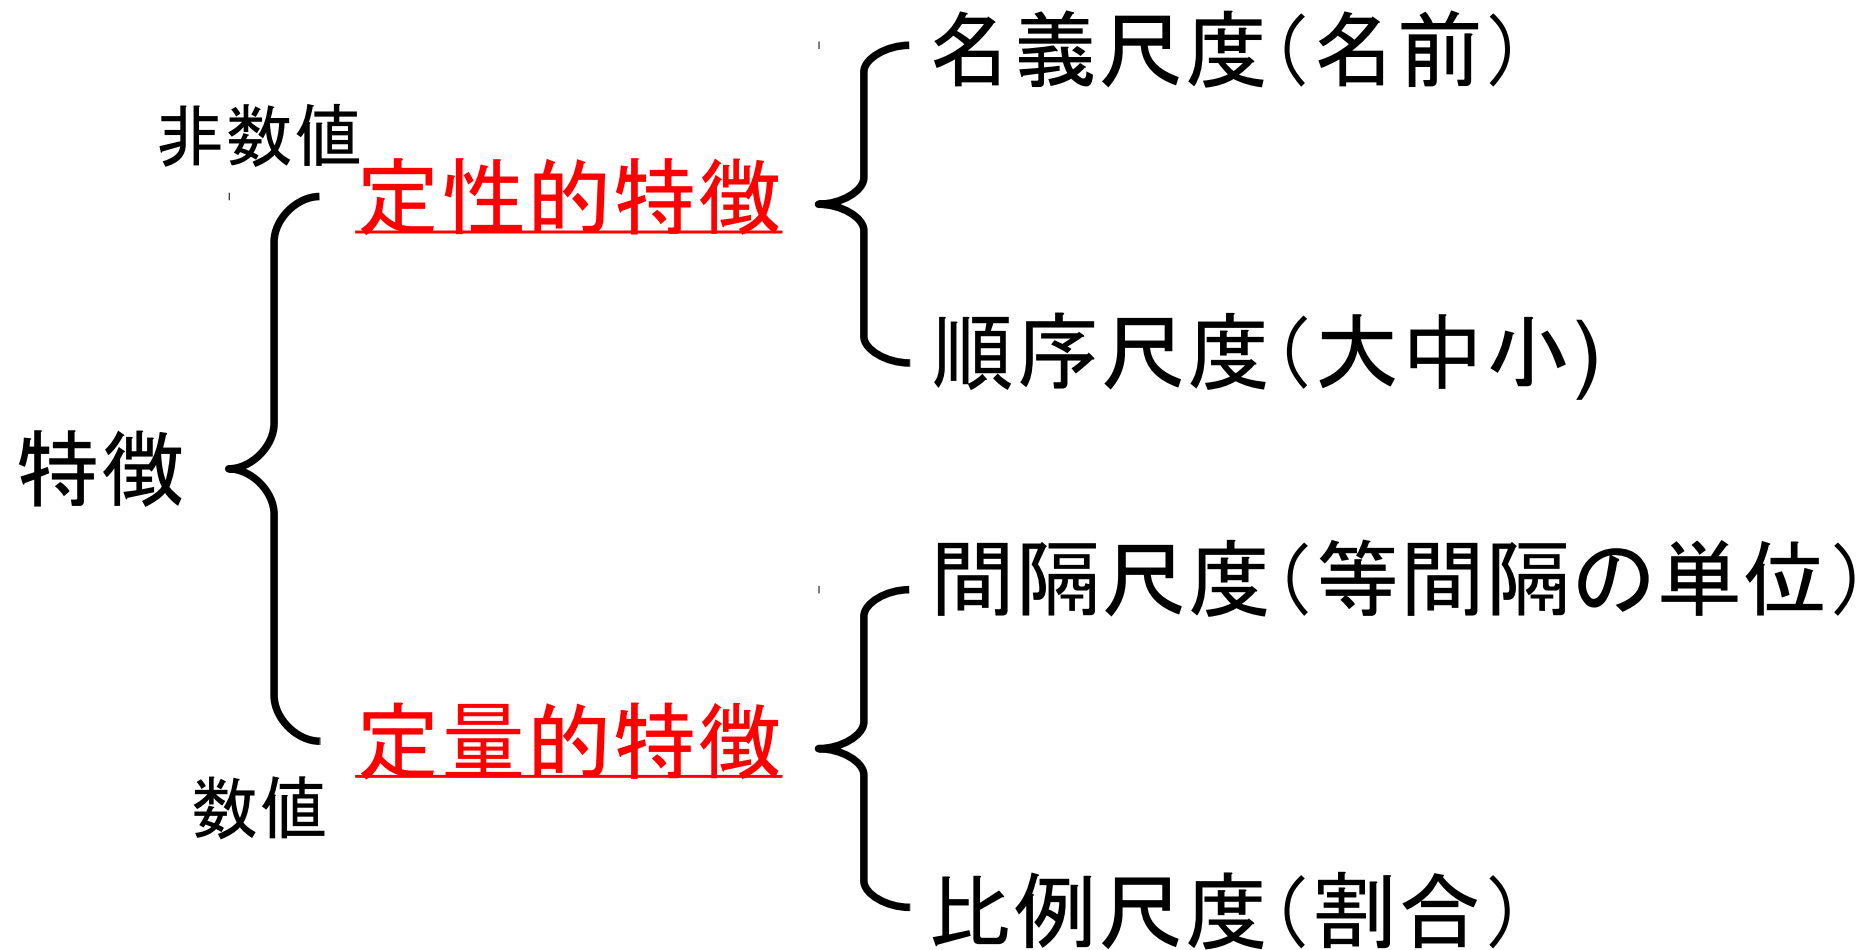 名義尺度(名前)
非数値
定性的特徴
順序尺度(大中小)
特徴
間隔尺度(等間隔の単位)
定量的特徴
数値
比例尺度(割合)